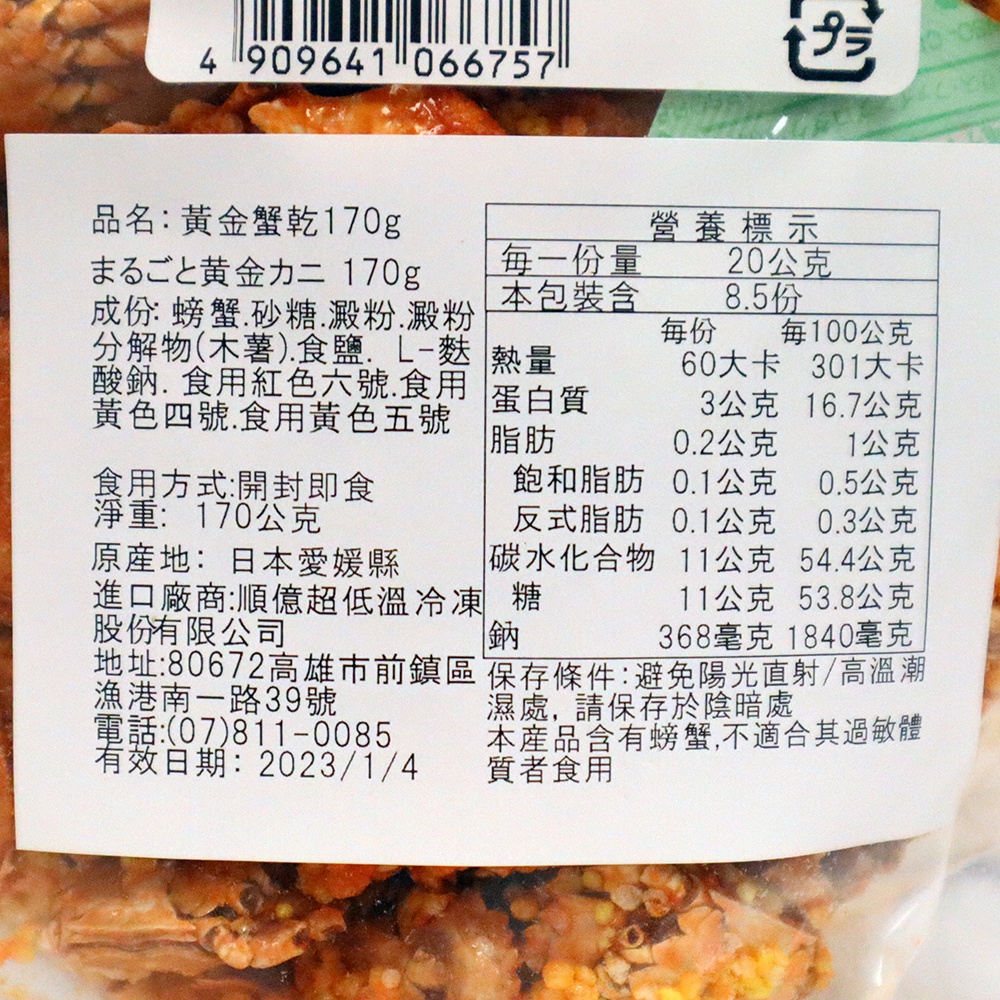 4 909641 066757
プラ
品名：黃金蟹乾170g
まるごと黄金カニ 170g
成份: 螃蟹.砂糖.澱粉.澱粉
分解物(木薯).食鹽. L-麩
酸鈉. 食用紅色六號.食用
黃色四號.食用黃色五號
食用方式:開封即食
淨重: 170公克
原産地: 日本愛媛縣
進口廠商:順億超低溫冷凍
股份有限公司
地址:80672高雄市前鎮區
漁港南一路39號
電話:(07)811-0085
有效日期: 2023/1/4
營養標示
每一份量 20公克
本包裝含 8.5份
每份 每100公克
熱量 60大卡 301大卡
蛋白質 3公克 16.7公克
脂肪 0.2公克 1公克
飽和脂肪 0.1公克 0.5公克
反式脂肪 0.1公克 0.3公克
碳水化合物 11公克 54.4公克
糖 11公克 53.8公克
鈉 368毫克 1840毫克
保存條件:避免陽光直射/高溫潮
濕處, 請保存於陰暗處
本産品含有螃蟹,不適合其過敏體
質者食用